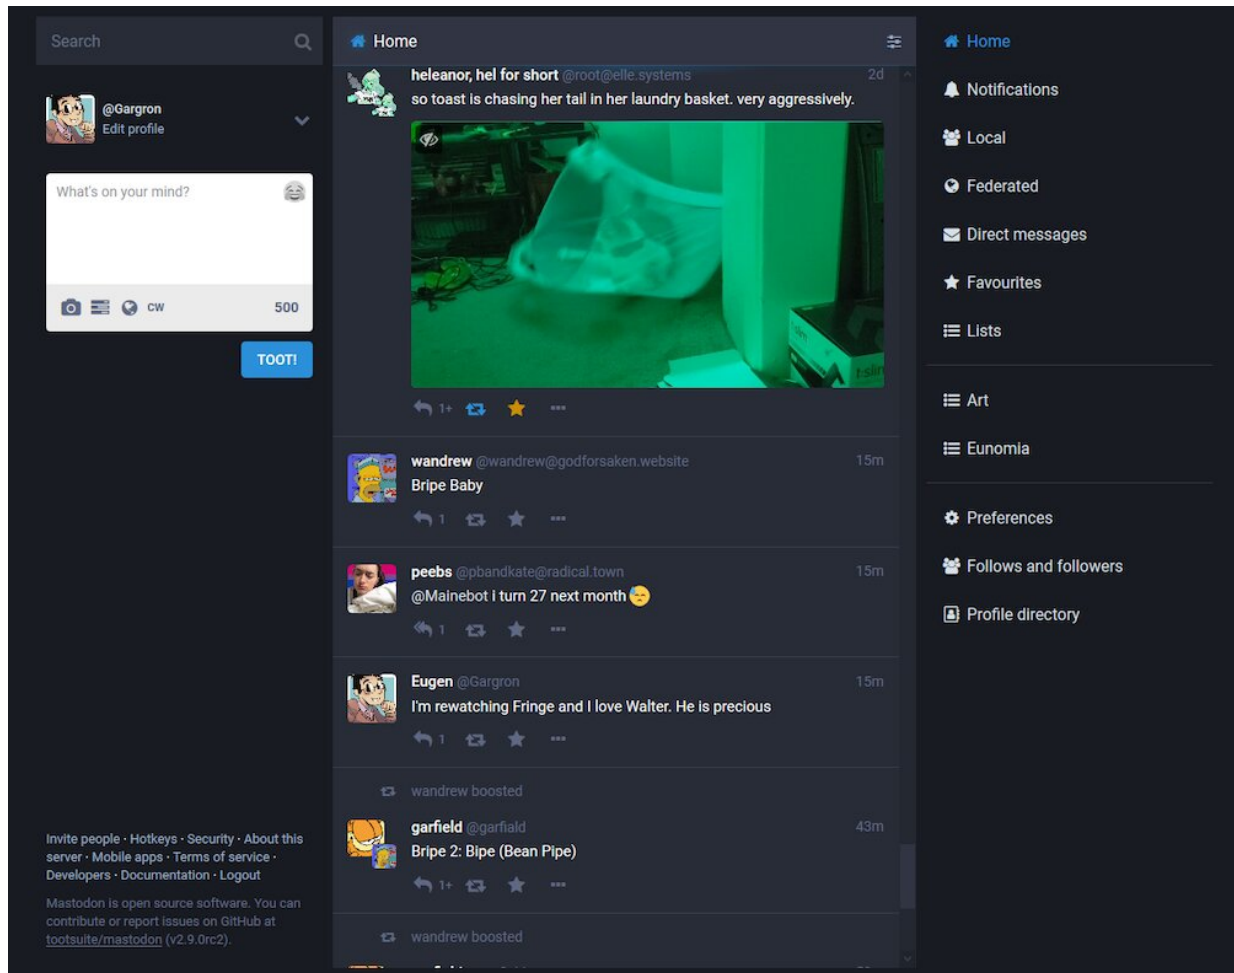 Search
@Gargron
Edit profile
What's on your mind?
CW
500
TOOT!
Invite people · Hotkeys · Security · About this
server · Mobile apps · Terms of service ·
Developers · Documentation · Logout
Mastodon is open source software. You can
contribute or report issues on GitHub at
tootsuite/mastodon (v2.9.0rc2).
Home
heleanor, hel for short @root@elle.systems 2d
so toast is chasing her tail in her laundry basket. very aggressively.
t:slim
t:slim
1+
wandrew @wandrew@godforsaken.website 15m
Bripe Baby
1
peebs @pbandkate@radical.town 15m
@Mainebot i turn 27 next month 😓
1
Eugen @Gargron 15m
I'm rewatching Fringe and I love Walter. He is precious
1
wandrew boosted
garfield @garfiald 43m
Bripe 2: Bipe (Bean Pipe)
1+
wandrew boosted
Home
Notifications
Local
Federated
Direct messages
Favourites
Lists
Art
Eunomia
Preferences
Follows and followers
Profile directory